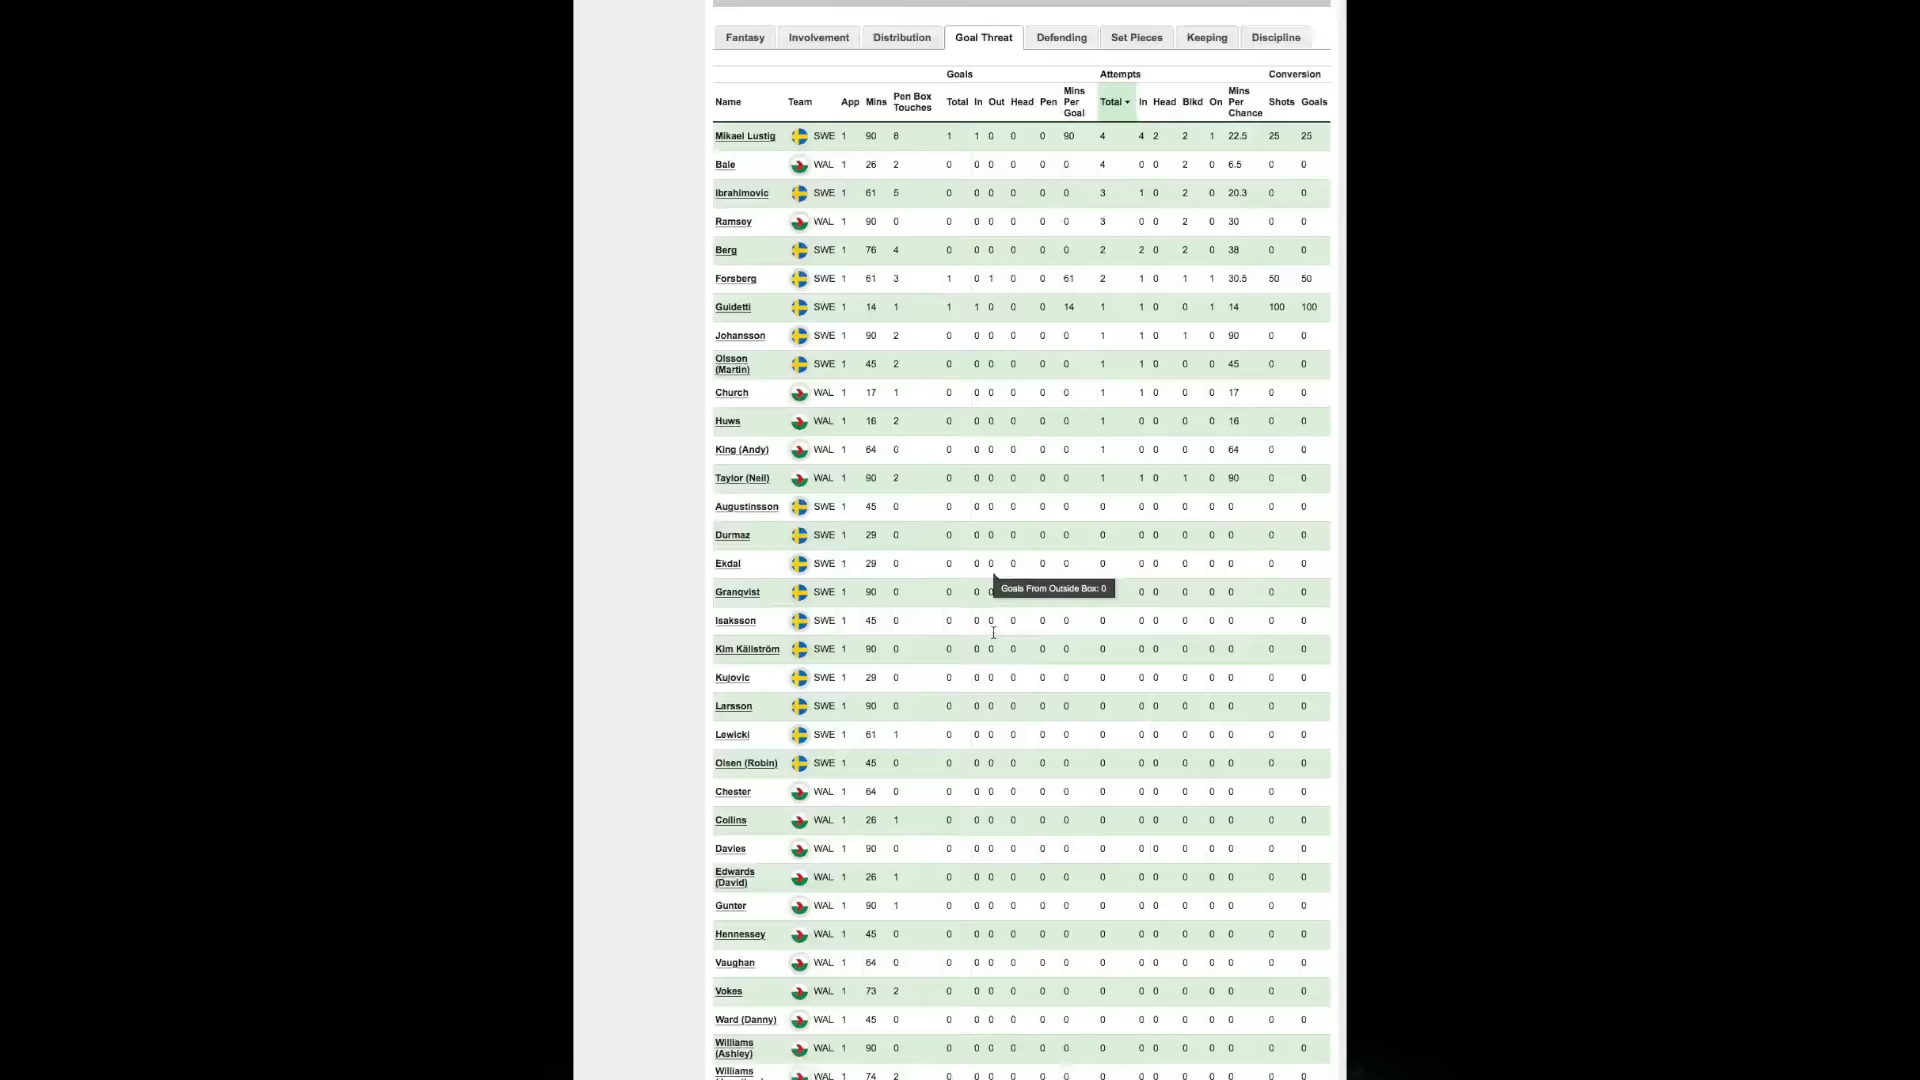 Fantasy Involvement Distribution Goal Threat Defending Set Pieces Keeping Discipline
Goals Attempts Conversion
Name Team App Mins Pen Box Touches Total In Out Head Pen Mins Per Goal Total In Head Blkd On Mins Per Chance Shots Goals
Mikael Lustig SWE 1 90 8 1 1 0 0 0 90 4 4 2 2 1 22.5 25 25
Bale WAL 1 26 2 0 0 0 0 0 0 4 0 0 2 0 6.5 0 0
Ibrahimovic SWE 1 61 5 0 0 0 0 0 0 3 1 0 2 0 20.3 0 0
Ramsey WAL 1 90 0 0 0 0 0 0 0 3 0 0 2 0 30 0 0
Berg SWE 1 76 4 0 0 0 0 0 0 2 2 0 2 0 38 0 0
Forsberg SWE 1 61 3 1 0 1 0 0 61 2 1 0 1 1 30.5 50 50
Guidetti SWE 1 14 1 1 1 0 0 0 14 1 1 0 0 1 14 100 100
Johansson SWE 1 90 2 0 0 0 0 0 0 1 1 0 1 0 90 0 0
Olsson (Martin) SWE 1 45 2 0 0 0 0 0 0 1 1 0 0 0 45 0 0
Church WAL 1 17 1 0 0 0 0 0 0 1 1 0 0 0 17 0 0
Huws WAL 1 16 2 0 0 0 0 0 0 1 0 0 0 0 16 0 0
King (Andy) WAL 1 64 0 0 0 0 0 0 0 1 0 0 0 0 64 0 0
Taylor (Neil) WAL 1 90 2 0 0 0 0 0 0 1 1 0 1 0 90 0 0
Augustinsson SWE 1 45 0 0 0 0 0 0 0 0 0 0 0 0 0 0 0
Durmaz SWE 1 29 0 0 0 0 0 0 0 0 0 0 0 0 0 0 0
Ekdal SWE 1 29 0 0 0 0 0 0 0 0 0 0 0 0 0 0 0
Goals From Outside Box: 0
Granqvist SWE 1 90 0 0 0 0 0 0 0 0 0 0 0
Isaksson SWE 1 45 0 0 0 0 0 0 0 0 0 0 0 0 0 0 0
Kim Källström SWE 1 90 0 0 0 0 0 0 0 0 0 0 0 0 0 0 0
Kujovic SWE 1 29 0 0 0 0 0 0 0 0 0 0 0 0 0 0 0
Larsson SWE 1 90 0 0 0 0 0 0 0 0 0 0 0 0 0 0 0
Lewicki SWE 1 61 1 0 0 0 0 0 0 0 0 0 0 0 0 0 0
Olsen (Robin) SWE 1 45 0 0 0 0 0 0 0 0 0 0 0 0 0 0 0
Chester WAL 1 64 0 0 0 0 0 0 0 0 0 0 0 0 0 0 0
Collins WAL 1 26 1 0 0 0 0 0 0 0 0 0 0 0 0 0 0
Davies WAL 1 90 0 0 0 0 0 0 0 0 0 0 0 0 0 0 0
Edwards (David) WAL 1 26 1 0 0 0 0 0 0 0 0 0 0 0 0 0 0
Gunter WAL 1 90 1 0 0 0 0 0 0 0 0 0 0 0 0 0 0
Hennessey WAL 1 45 0 0 0 0 0 0 0 0 0 0 0 0 0 0 0
Vaughan WAL 1 64 0 0 0 0 0 0 0 0 0 0 0 0 0 0 0
Vokes WAL 1 73 2 0 0 0 0 0 0 0 0 0 0 0 0 0 0
Ward (Danny) WAL 1 45 0 0 0 0 0 0 0 0 0 0 0 0 0 0 0
Williams (Ashley) WAL 1 90 0 0 0 0 0 0 0 0 0 0 0 0 0 0 0
Williams WAL 1 74 2 0 0 0 0 0 0 0 0 0 0 0 0 0 0